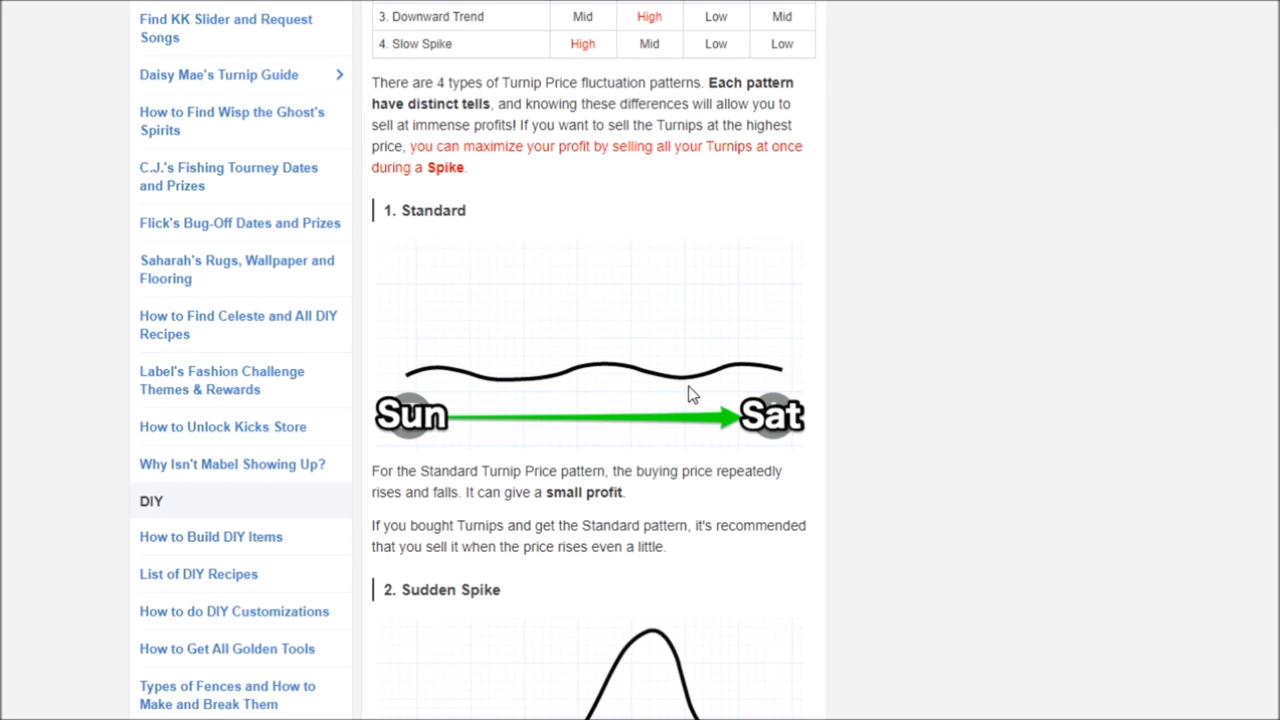 Find KK Slider and Request
Songs
Daisy Mae's Turnip Guide
How to Find Wisp the Ghost's
Spirits
C.J.'s Fishing Tourney Dates
and Prizes
Flick's Bug-Off Dates and Prizes
Saharah's Rugs, Wallpaper and
Flooring
How to Find Celeste and All DIY
Recipes
Label's Fashion Challenge
Themes & Rewards
How to Unlock Kicks Store
Why Isn't Mabel Showing Up?
DIY
How to Build DIY Items
List of DIY Recipes
How to do DIY Customizations
How to Get All Golden Tools
Types of Fences and How to
Make and Break Them
3. Downward Trend Mid High Low Mid
4. Slow Spike High Mid Low Low
There are 4 types of Turnip Price fluctuation patterns. Each pattern
have distinct tells, and knowing these differences will allow you to
sell at immense profits! If you want to sell the Turnips at the highest
price, you can maximize your profit by selling all your Turnips at once
during a Spike.
1. Standard
Sun Sat
For the Standard Turnip Price pattern, the buying price repeatedly
rises and falls. It can give a small profit.
If you bought Turnips and get the Standard pattern, it's recommended
that you sell it when the price rises even a little.
2. Sudden Spike